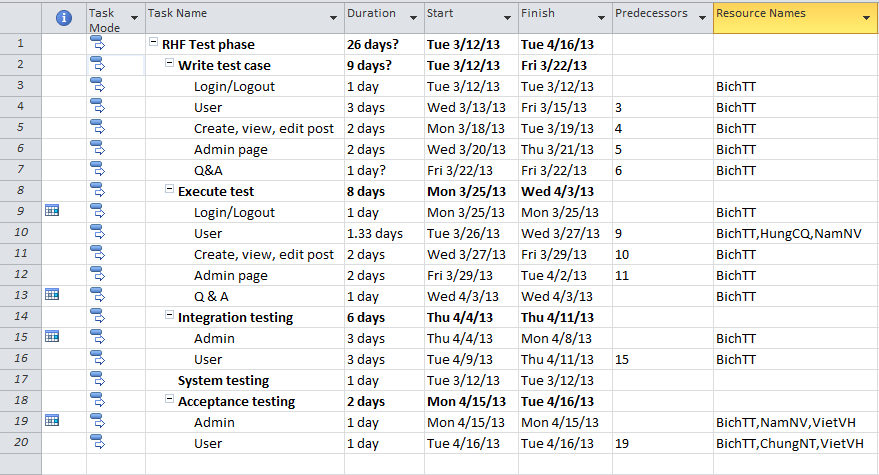 Task Mode Task Name Duration Start Finish Predecessors Resource Names
1 RHF Test phase 26 days? Tue 3/12/13 Tue 4/16/13
2 Write test case 9 days? Tue 3/12/13 Fri 3/22/13
3 Login/Logout 1 day Tue 3/12/13 Tue 3/12/13 BichTT
4 User 3 days Wed 3/13/13 Fri 3/15/13 3 BichTT
5 Create, view, edit post 2 days Mon 3/18/13 Tue 3/19/13 4 BichTT
6 Admin page 2 days Wed 3/20/13 Thu 3/21/13 5 BichTT
7 Q&A 1 day? Fri 3/22/13 Fri 3/22/13 6 BichTT
8 Execute test 8 days Mon 3/25/13 Wed 4/3/13
9 Login/Logout 1 day Mon 3/25/13 Mon 3/25/13 BichTT
10 User 1.33 days Tue 3/26/13 Wed 3/27/13 9 BichTT,HungCQ,NamNV
11 Create, view, edit post 2 days Wed 3/27/13 Fri 3/29/13 10 BichTT
12 Admin page 2 days Fri 3/29/13 Tue 4/2/13 11 BichTT
13 Q & A 1 day Wed 4/3/13 Wed 4/3/13 BichTT
14 Integration testing 6 days Thu 4/4/13 Thu 4/11/13
15 Admin 3 days Thu 4/4/13 Mon 4/8/13 BichTT
16 User 3 days Tue 4/9/13 Thu 4/11/13 15 BichTT
17 System testing 1 day Tue 3/12/13 Tue 3/12/13
18 Acceptance testing 2 days Mon 4/15/13 Tue 4/16/13
19 Admin 1 day Mon 4/15/13 Mon 4/15/13 BichTT,NamNV,VietVH
20 User 1 day Tue 4/16/13 Tue 4/16/13 19 BichTT,ChungNT,VietVH